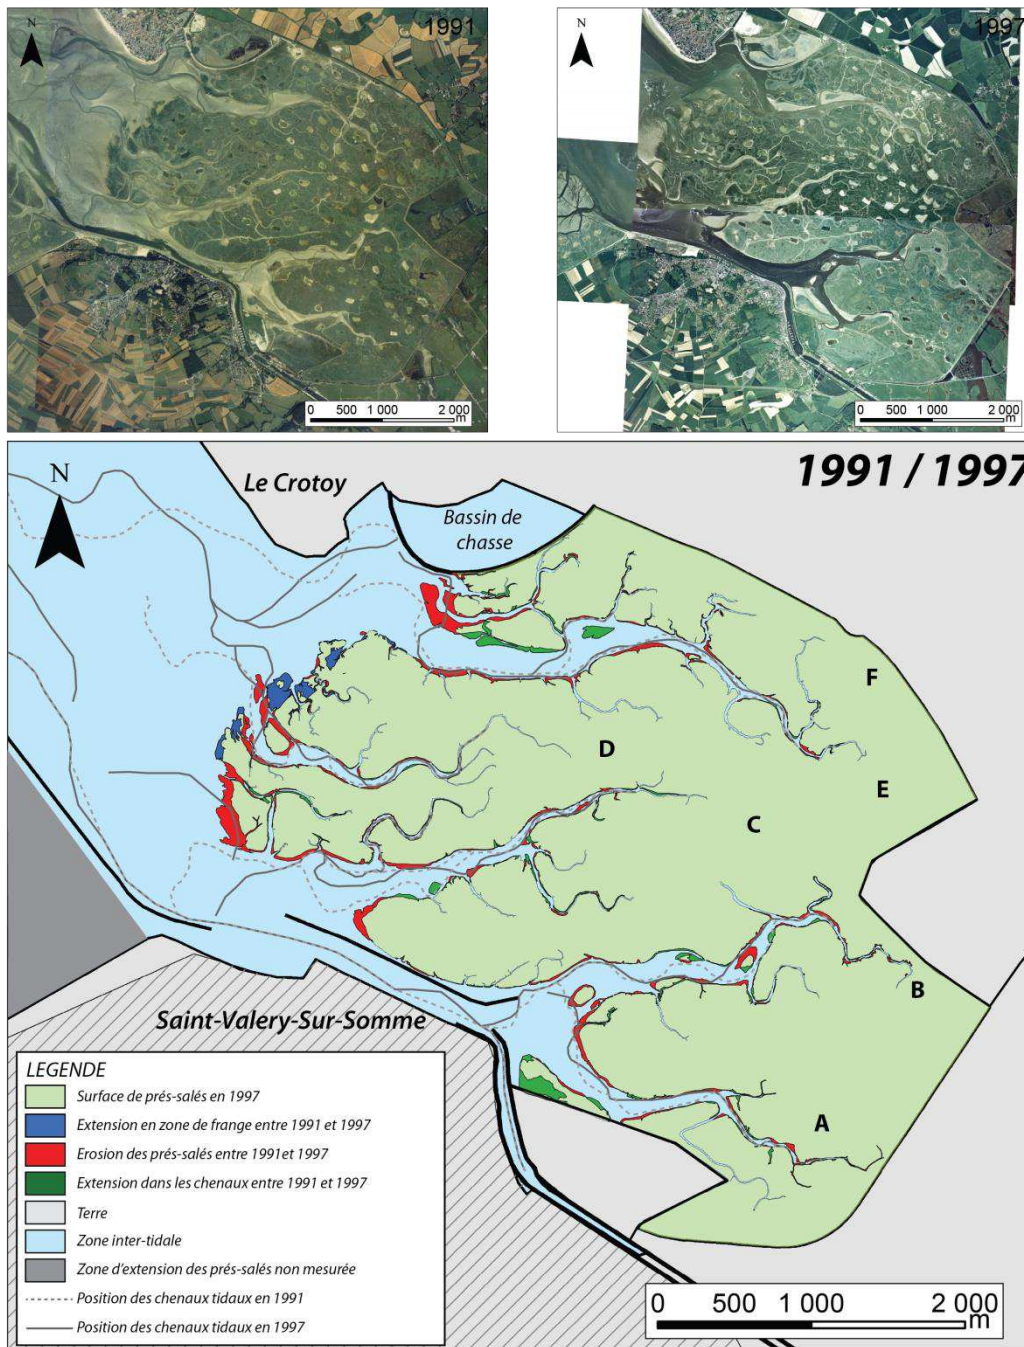 1991
N
0 500 1 000 2 000
m
1997
N
0 500 1 000 2 000
m
1991 / 1997
N
Le Crotoy
Bassin de
chasse
F
D
E
C
B
Saint-Valery-Sur-Somme
A
LEGENDE
Surface de prés-salés en 1997
Extension en zone de frange entre 1991 et 1997
Erosion des prés-salés entre 1991et 1997
Extension dans les chenaux entre 1991 et 1997
Terre
Zone inter-tidale
Zone d'extension des prés-salés non mesurée
Position des chenaux tidaux en 1991
Position des chenaux tidaux en 1997
0 500 1 000 2 000
m